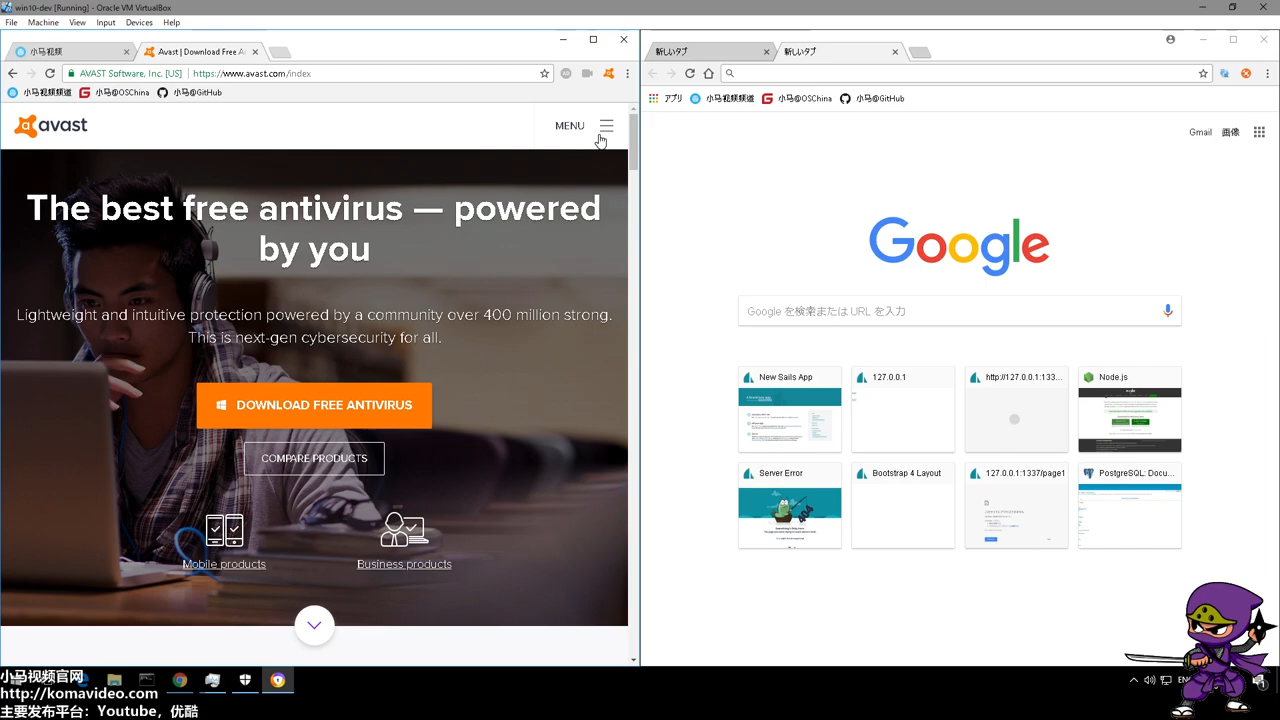 win10-dev [Running] - Oracle VM VirtualBox
File Machine View Input Devices Help
小马视频
Avast | Download Free A
新しいタブ
新しいタブ
AVAST Software, Inc. [US] https://www.avast.com/index
小马视频频道 小马@OSChina 小马@GitHub
アプリ 小马视频频道 小马@OSChina 小马@GitHub
avast
MENU
Gmail 画像
The best free antivirus — powered
by you
Google
Google を検索または URL を入力
Lightweight and intuitive protection powered by a community over 400 million strong.
This is next-gen cybersecurity for all.
DOWNLOAD FREE ANTIVIRUS
COMPARE PRODUCTS
Mobile products
Business products
New Sails App
127.0.0.1
http://127.0.0.1:133...
Node.js
Server Error
Bootstrap 4 Layout
127.0.0.1:1337/page1
PostgreSQL: Docu...
404
小马视频官网
http://komavideo.com
主要发布平台：Youtube，优酷